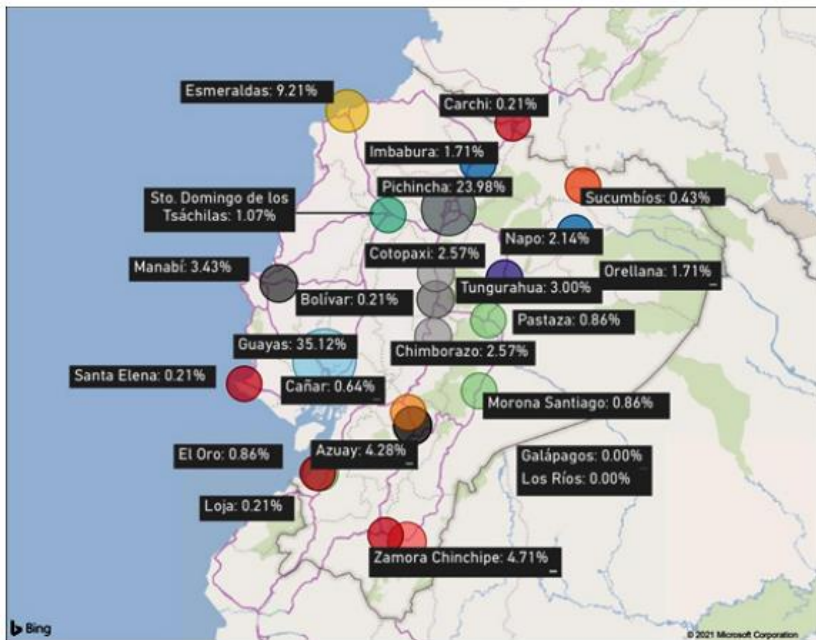 Esmeraldas: 9.21%
Carchi: 0.21%
Imbabura: 1.71%
Pichincha: 23.98%
Sucumbíos: 0.43%
Sto. Domingo de los
Tsáchilas: 1.07%
Napo: 2.14%
Cotopaxi: 2.57%
Manabí: 3.43%
Orellana: 1.71%
Tungurahua: 3.00%
Bolívar: 0.21%
Pastaza: 0.86%
Guayas: 35.12%
Chimborazo: 2.57%
Santa Elena: 0.21%
Cañar: 0.64%
Morona Santiago: 0.86%
El Oro: 0.86%
Azuay: 4.28%
Galápagos: 0.00%
Los Ríos: 0.00%
Loja: 0.21%
Zamora Chinchipe: 4.71%
Bing
© 2021 Microsoft Corporation